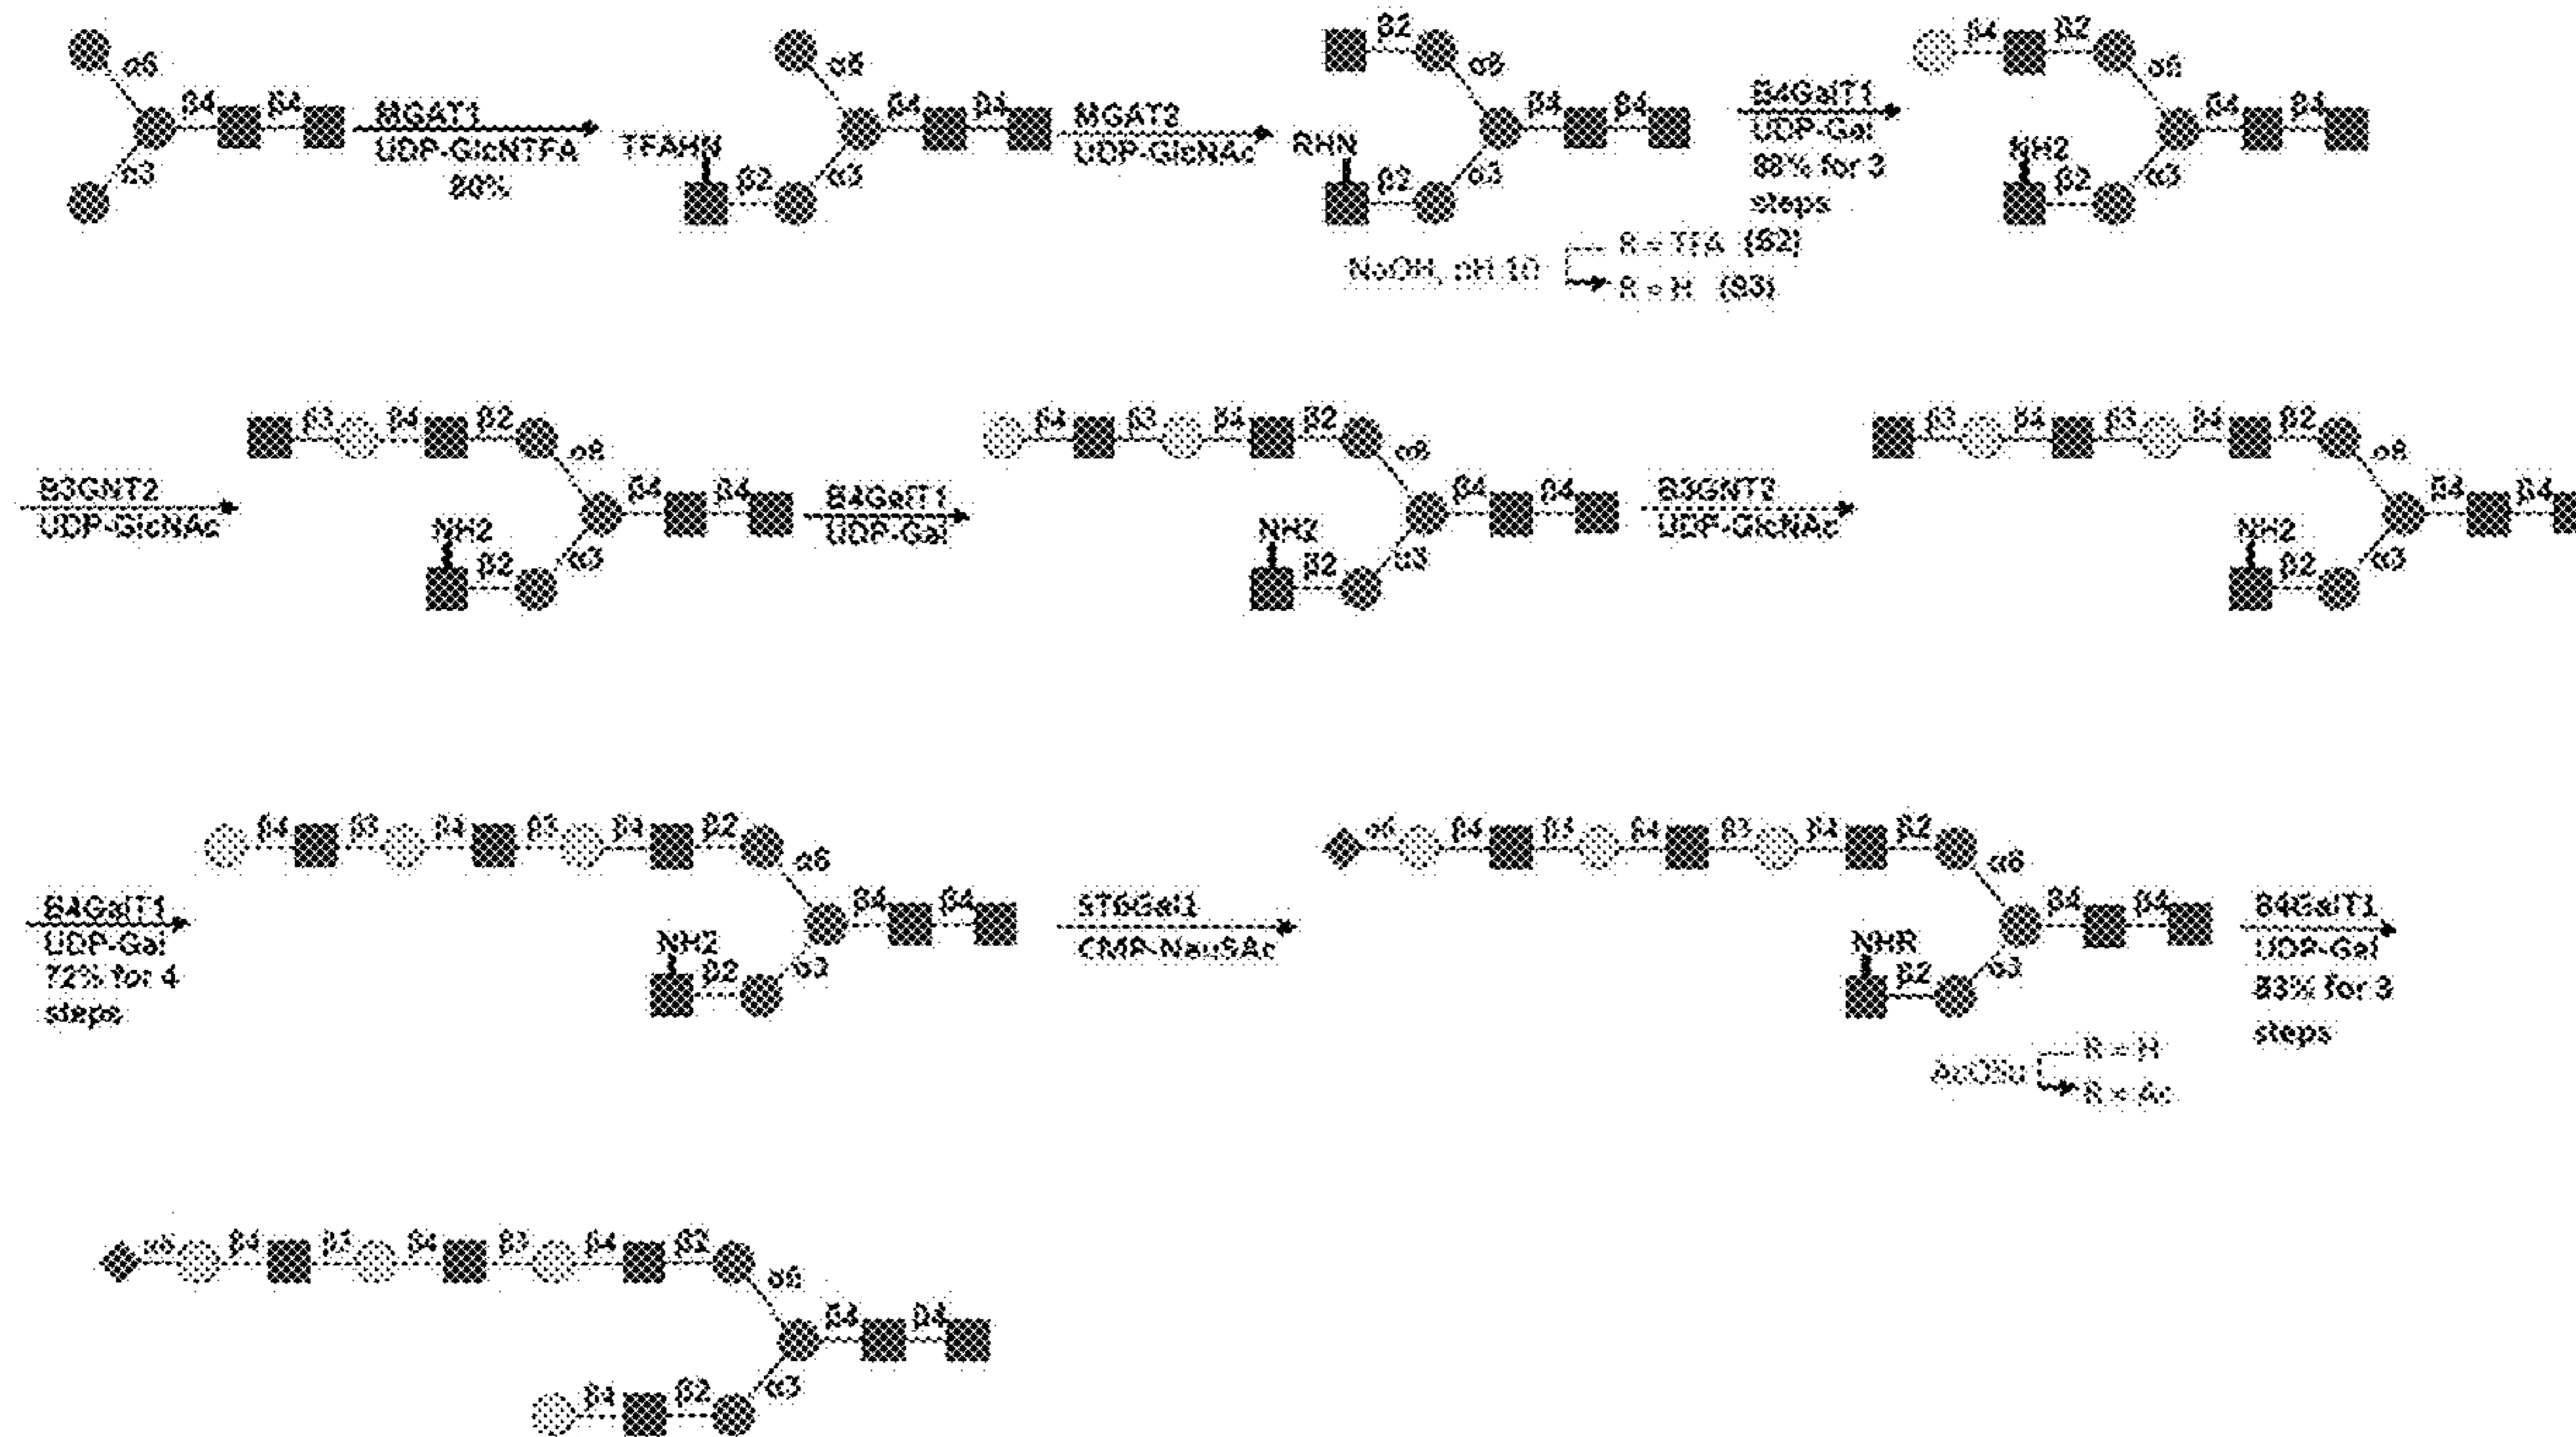 α6 β4 β4 α3
MGAT1
UDP-GlcNTFA
80%
TFAHN
α6 β4 β4 β2 α3
MGAT2
UDP-GlcNAc
β2 α6 β4 β4
RHN
β2 α3
NaOH, pH 10
R = TFA (S2)
R = H (S3)
B4GalT1
UDP-Gal
88% for 3
steps
β4 β2 α6 β4 β4
NH2
β2 α3
B3GNT2
UDP-GlcNAc
β3 β4 β2 α6 β4 β4
NH2
β2 α3
B4GalT1
UDP-Gal
β4 β3 β4 β2 α6 β4 β4
NH2
β2 α3
B3GNT2
UDP-GlcNAc
β3 β4 β3 β4 β2 α6 β4 β4
NH2
β2 α3
B4GalT1
UDP-Gal
72% for 4
steps
β4 β3 β4 β3 β4 β2 α6 β4 β4
NH2
β2 α3
ST6Gal1
CMP-Neu5Ac
α6 β4 β3 β4 β3 β4 β2 α6 β4 β4
NHR
β2 α3
AcOSu
R = H
R = Ac
B4GalT1
UDP-Gal
83% for 3
steps
α6 β4 β3 β4 β3 β4 β2 α6 β4 β4
β4 β2 α3